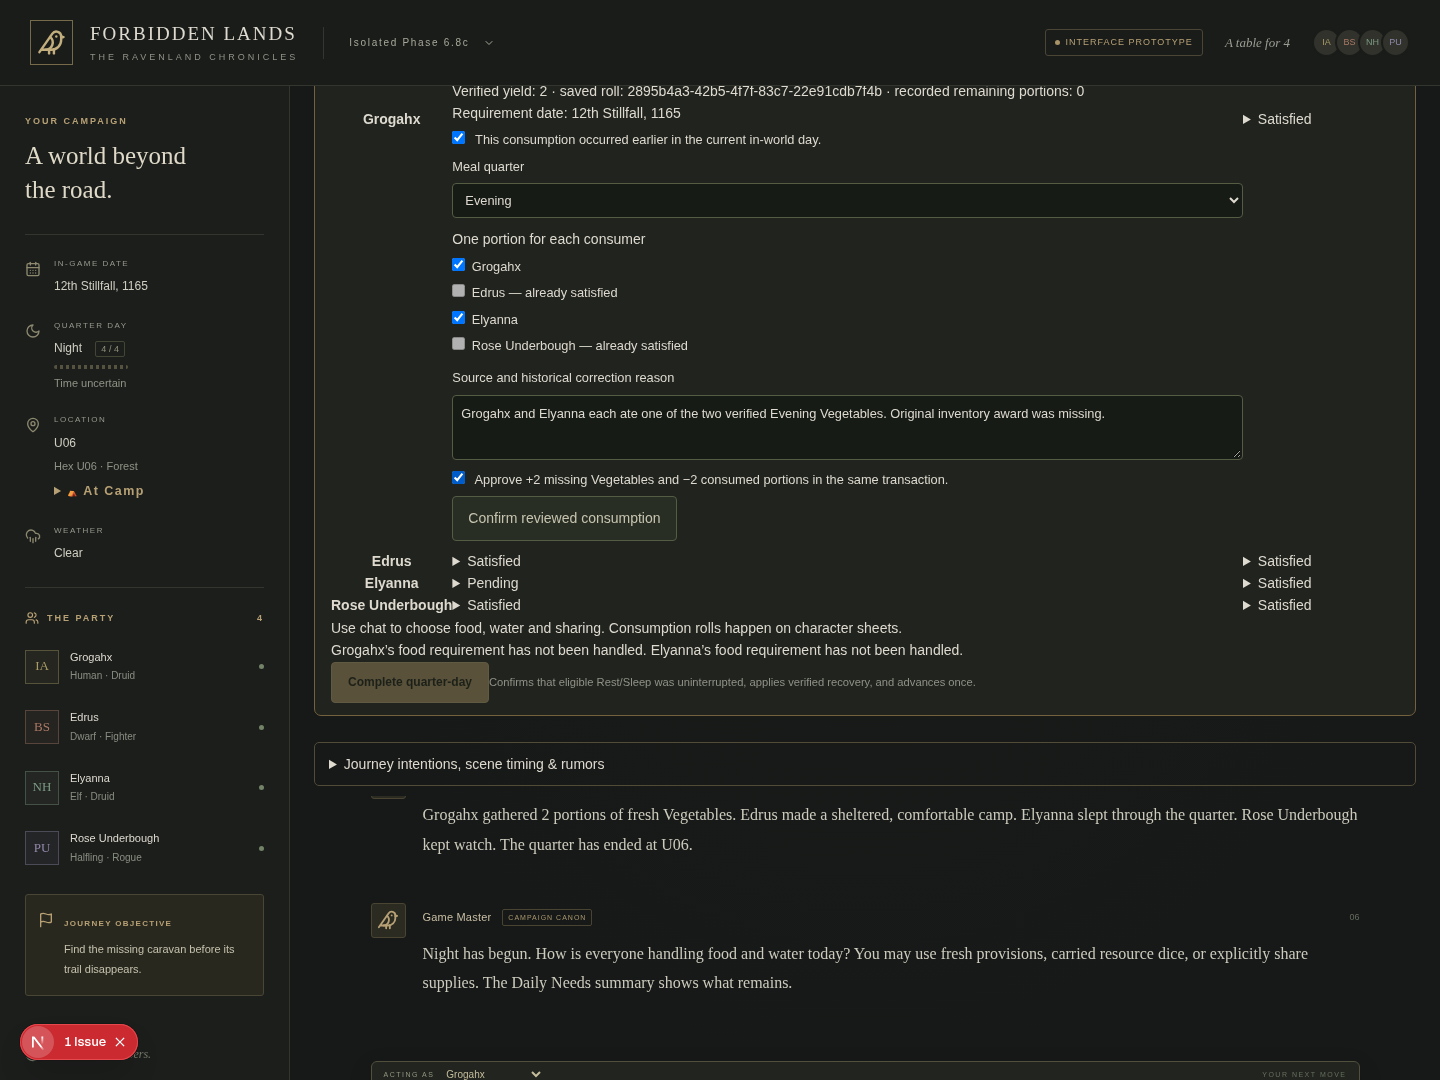 FORBIDDEN LANDS
THE RAVENLAND CHRONICLES
Isolated Phase 6.8c
INTERFACE PROTOTYPE
A table for 4
IA
BS
NH
PU
YOUR CAMPAIGN
A world beyond
the road.
IN-GAME DATE
12th Stillfall, 1165
QUARTER DAY
Night
4 / 4
Time uncertain
LOCATION
U06
Hex U06 · Forest
At Camp
WEATHER
Clear
THE PARTY
4
IA
Grogahx
Human · Druid
BS
Edrus
Dwarf · Fighter
NH
Elyanna
Elf · Druid
PU
Rose Underbough
Halfling · Rogue
JOURNEY OBJECTIVE
Find the missing caravan before its
trail disappears.
1 Issue
ers.
Verified yield: 2 · saved roll: 2895b4a3-42b5-4f7f-83c7-22e91cdb7f4b · recorded remaining portions: 0
Requirement date: 12th Stillfall, 1165
Grogahx
Satisfied
This consumption occurred earlier in the current in-world day.
Meal quarter
Evening
One portion for each consumer
Grogahx
Edrus — already satisfied
Elyanna
Rose Underbough — already satisfied
Source and historical correction reason
Grogahx and Elyanna each ate one of the two verified Evening Vegetables. Original inventory award was missing.
Approve +2 missing Vegetables and −2 consumed portions in the same transaction.
Confirm reviewed consumption
Edrus Satisfied Satisfied
Elyanna Pending Satisfied
Rose Underbough Satisfied Satisfied
Use chat to choose food, water and sharing. Consumption rolls happen on character sheets.
Grogahx’s food requirement has not been handled. Elyanna’s food requirement has not been handled.
Complete quarter-day Confirms that eligible Rest/Sleep was uninterrupted, applies verified recovery, and advances once.
Journey intentions, scene timing & rumors
Grogahx gathered 2 portions of fresh Vegetables. Edrus made a sheltered, comfortable camp. Elyanna slept through the quarter. Rose Underbough
kept watch. The quarter has ended at U06.
Game Master CAMPAIGN CANON 06
Night has begun. How is everyone handling food and water today? You may use fresh provisions, carried resource dice, or explicitly share
supplies. The Daily Needs summary shows what remains.
ACTING AS Grogahx YOUR NEXT MOVE